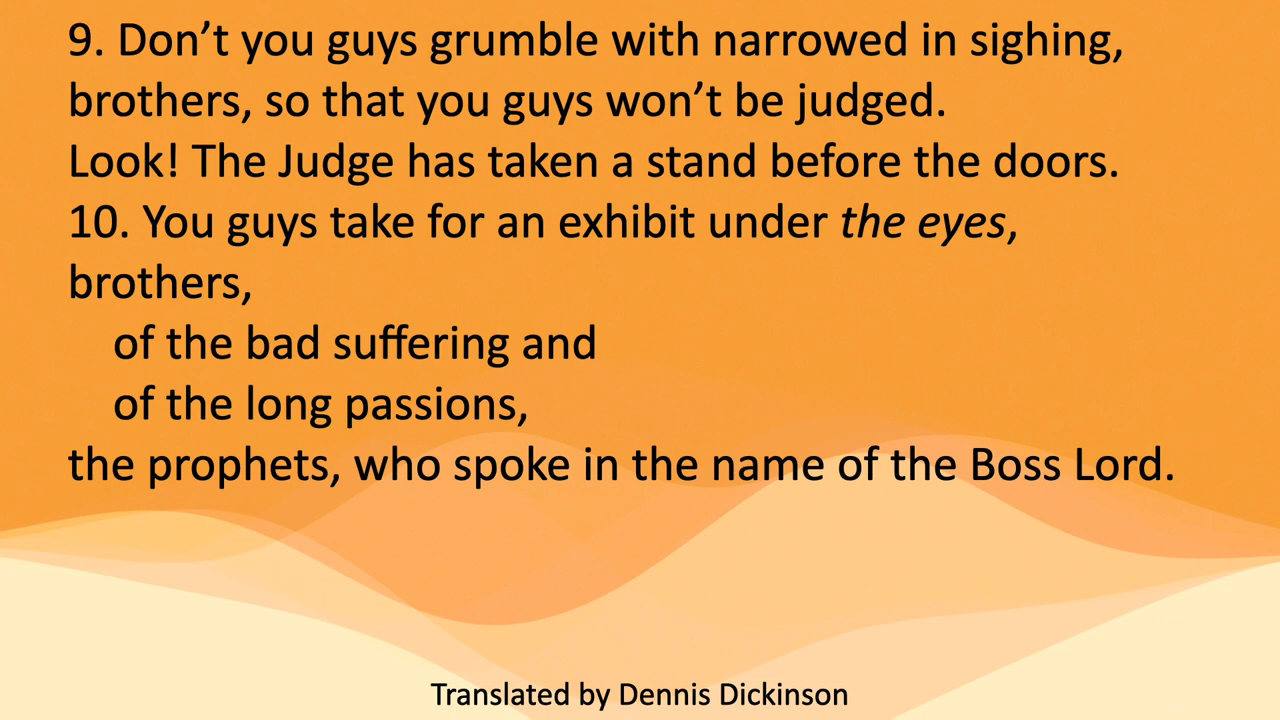 9. Don’t you guys grumble with narrowed in sighing,
brothers, so that you guys won’t be judged.
Look! The Judge has taken a stand before the doors.
10. You guys take for an exhibit under the eyes,
brothers,
of the bad suffering and
of the long passions,
the prophets, who spoke in the name of the Boss Lord.
Translated by Dennis Dickinson